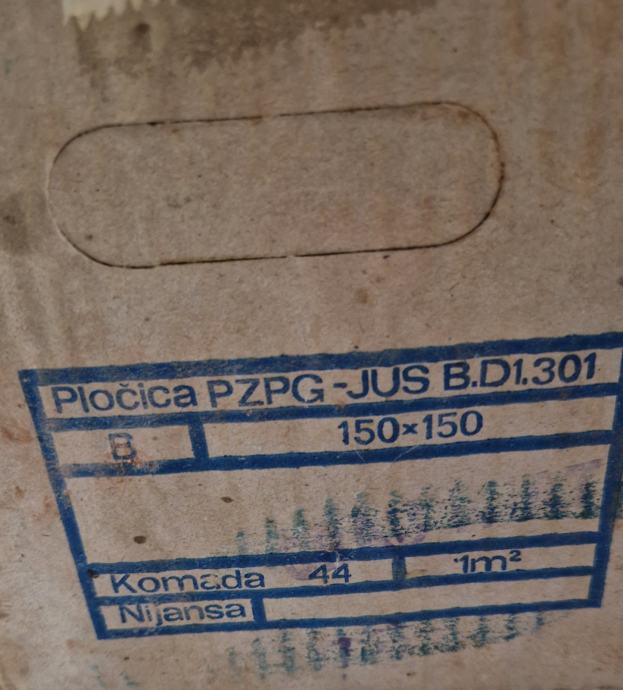 Pločica PZPG-JUS B.D1.301
B 150×150
Komada 44 1m²
Nijansa